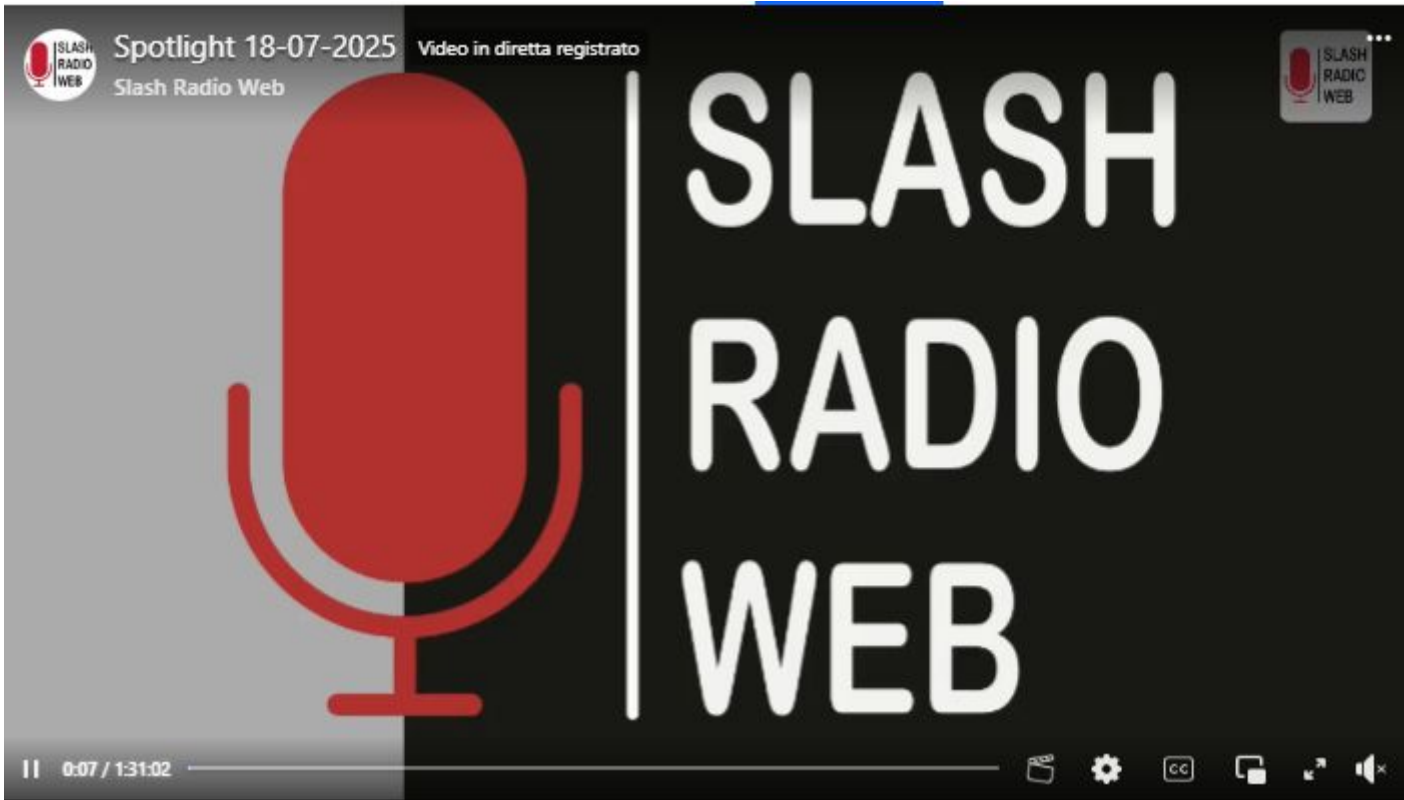 Spotlight 18-07-2025 Video in diretta registrato
Slash Radio Web
SLASH
RADIO
WEB
SLASH
RADIO
WEB
SLASH
RADIO
WEB
0:07 / 1:31:02
CC